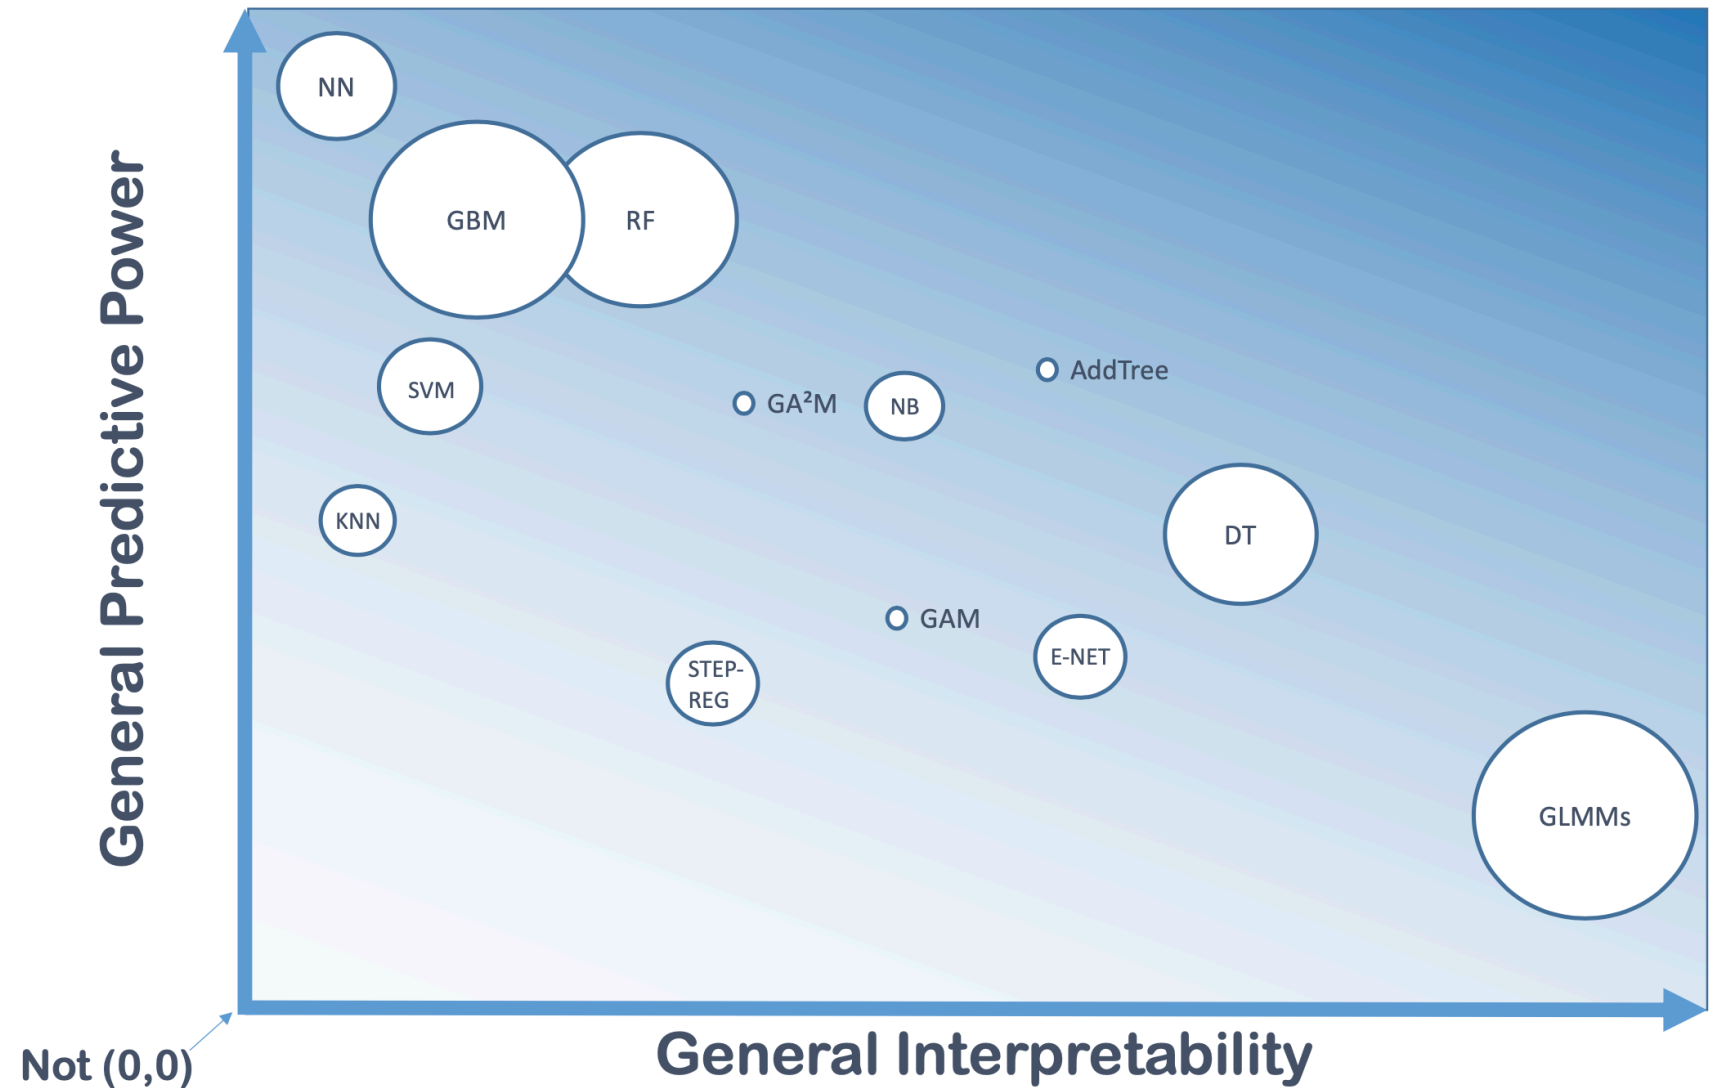 General Predictive Power
NN
GBM
RF
SVM
GA²M
NB
AddTree
KNN
DT
GAM
E-NET
STEP-
REG
GLMMs
Not (0,0)
General Interpretability